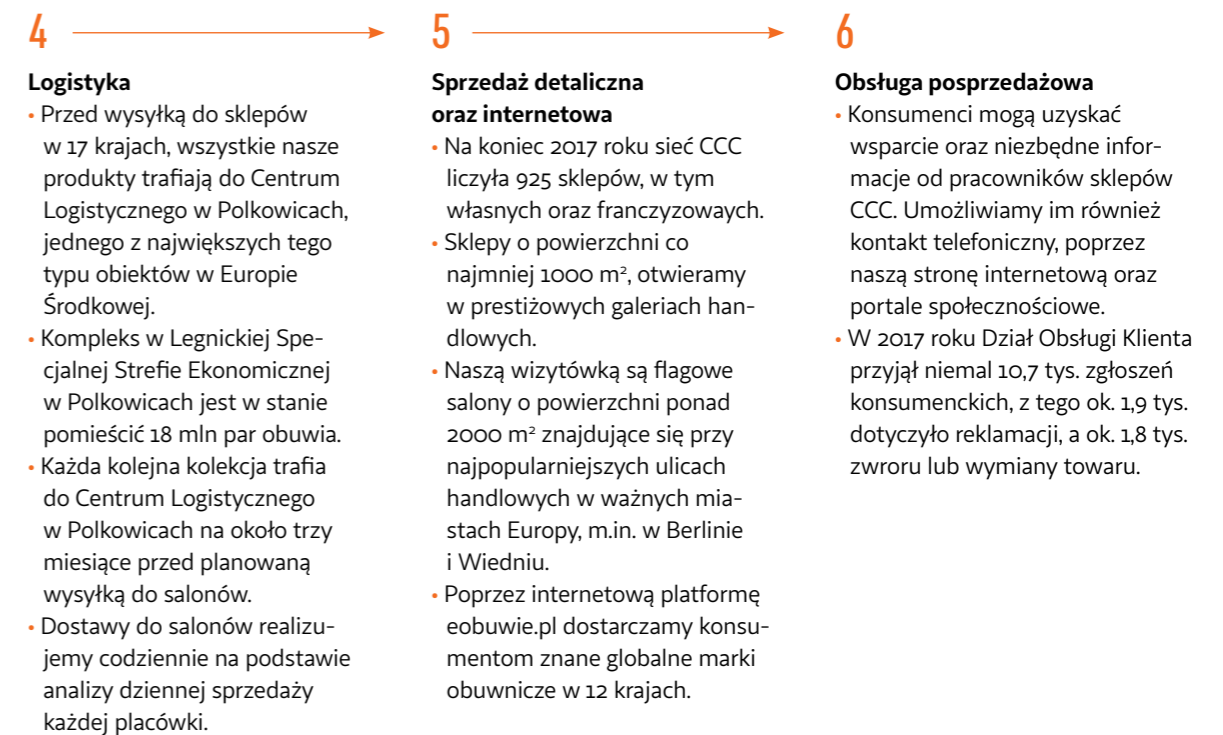 4
Logistyka
• Przed wysyłką do sklepów
w 17 krajach, wszystkie nasze
produkty trafiają do Centrum
Logistycznego w Polkowicach,
jednego z największych tego
typu obiektów w Europie
Środkowej.
• Kompleks w Legnickiej Spe-
cjalnej Strefie Ekonomicznej
w Polkowicach jest w stanie
pomieścić 18 mln par obuwia.
• Każda kolejna kolekcja trafia
do Centrum Logistycznego
w Polkowicach na około trzy
miesiące przed planowaną
wysyłką do salonów.
• Dostawy do salonów realizu-
jemy codziennie na podstawie
analizy dziennej sprzedaży
każdej placówki.
5
Sprzedaż detaliczna
oraz internetowa
• Na koniec 2017 roku sieć CCC
liczyła 925 sklepów, w tym
własnych oraz franczyzowaych.
• Sklepy o powierzchni co
najmniej 1000 m², otwieramy
w prestiżowych galeriach han-
dlowych.
• Naszą wizytówką są flagowe
salony o powierzchni ponad
2000 m² znajdujące się przy
najpopularniejszych ulicach
handlowych w ważnych mia-
stach Europy, m.in. w Berlinie
i Wiedniu.
• Poprzez internetową platformę
eobuwie.pl dostarczamy konsu-
mentom znane globalne marki
obuwnicze w 12 krajach.
6
Obsługa posprzedażowa
• Konsumenci mogą uzyskać
wsparcie oraz niezbędne infor-
macje od pracowników sklepów
CCC. Umożliwiamy im również
kontakt telefoniczny, poprzez
naszą stronę internetową oraz
portale społecznościowe.
• W 2017 roku Dział Obsługi Klienta
przyjął niemal 10,7 tys. zgłoszeń
konsumenckich, z tego ok. 1,9 tys.
dotyczyło reklamacji, a ok. 1,8 tys.
zwroru lub wymiany towaru.